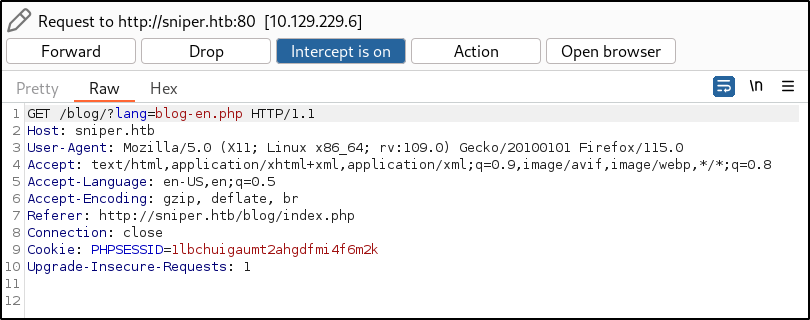 Request to http://sniper.htb:80 [10.129.229.6]
Forward Drop Intercept is on Action Open browser
Pretty Raw Hex \n
1 GET /blog/?lang=blog-en.php HTTP/1.1
2 Host: sniper.htb
3 User-Agent: Mozilla/5.0 (X11; Linux x86_64; rv:109.0) Gecko/20100101 Firefox/115.0
4 Accept: text/html,application/xhtml+xml,application/xml;q=0.9,image/avif,image/webp,*/*;q=0.8
5 Accept-Language: en-US,en;q=0.5
6 Accept-Encoding: gzip, deflate, br
7 Referer: http://sniper.htb/blog/index.php
8 Connection: close
9 Cookie: PHPSESSID=1lbchuigaumt2ahgdfmi4f6m2k
10 Upgrade-Insecure-Requests: 1
11
12